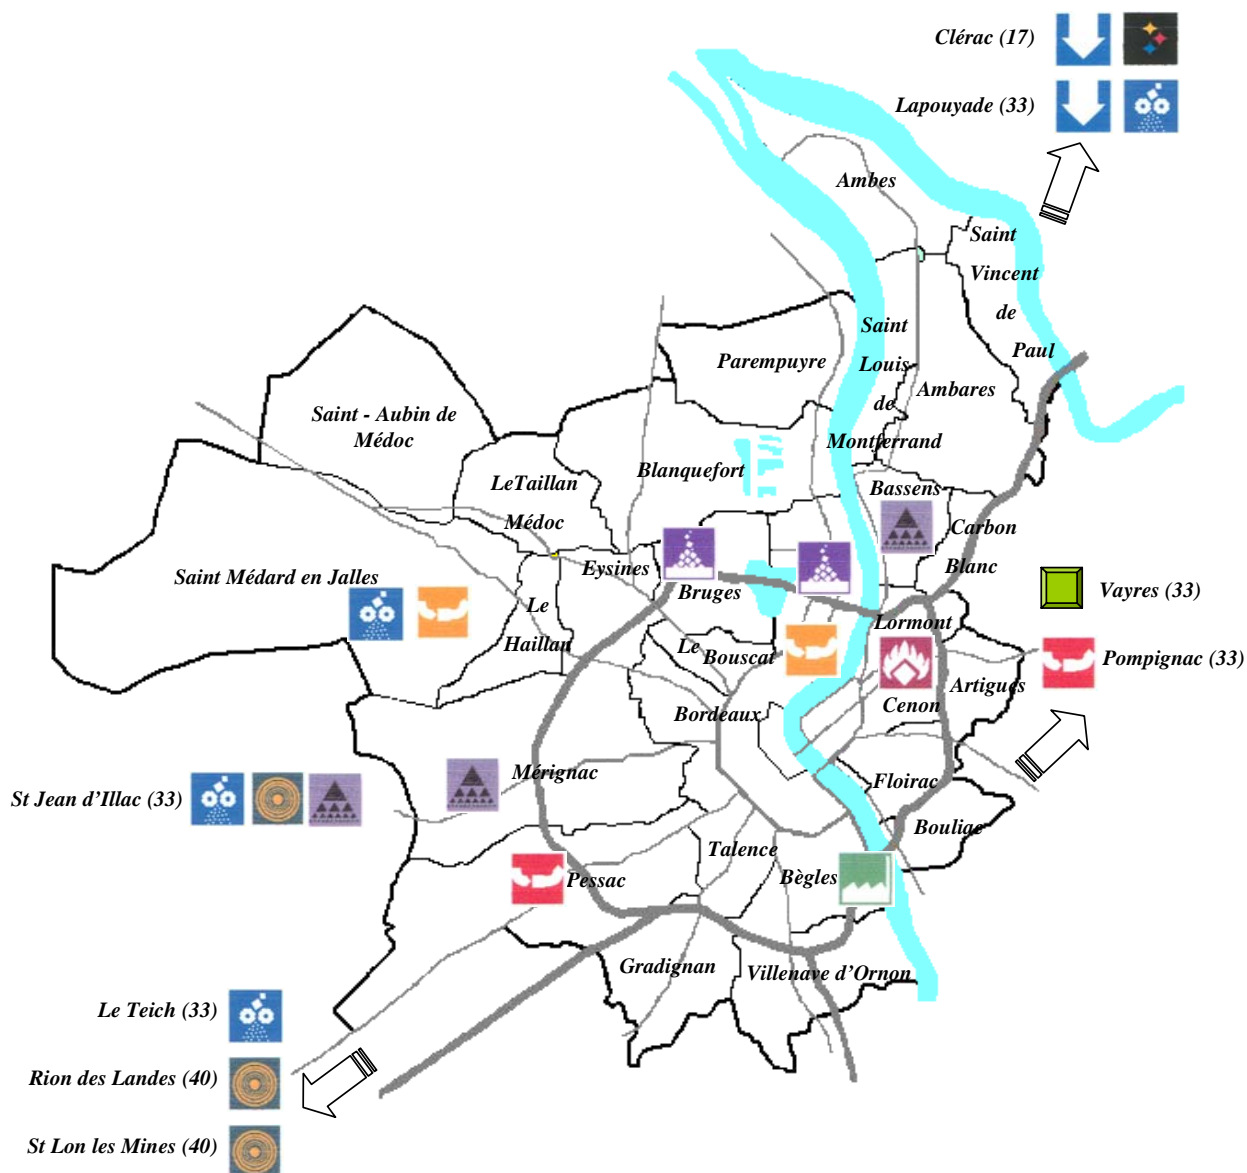 Clérac (17)
Lapouyade (33)
Ambes
Saint
Vincent
de
Paul
Saint
Louis
de
Montferrand
Parempuyre
Ambares
Saint - Aubin de
Médoc
LeTaillan
Médoc
Blanquefort
Bassens
Carbon
Blanc
Eysines
Saint Médard en Jalles
Bruges
Vayres (33)
Le
Haillan
Lormont
Le Bouscat
Pompignac (33)
Artigues
Cenon
Bordeaux
Mérignac
St Jean d'Illac (33)
Floirac
Bouliac
Talence
Bègles
Pessac
Gradignan
Villenave d'Ornon
Le Teich (33)
Rion des Landes (40)
St Lon les Mines (40)